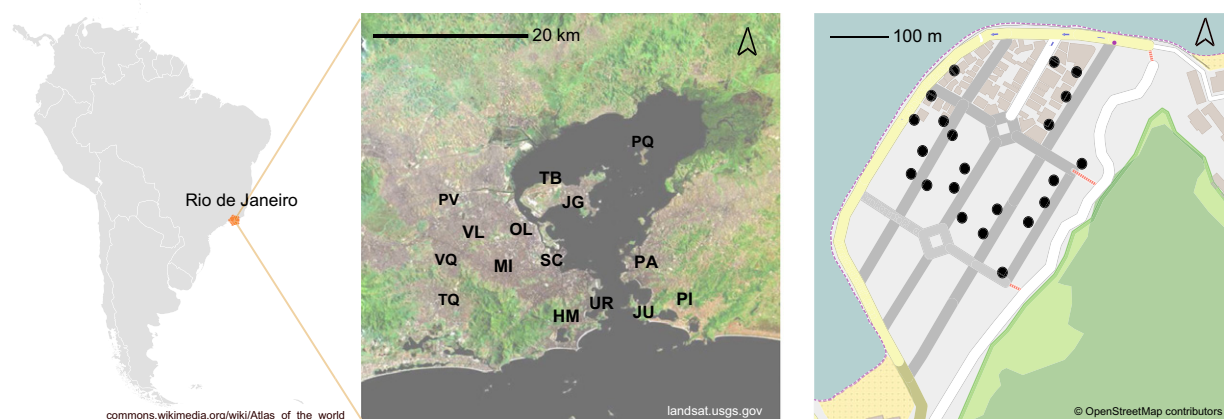 Rio de Janeiro
commons.wikimedia.org/wiki/Atlas_of_the_world
20 km
PQ
TB
PV
JG
VL
OL
VQ
MI
SC
PA
TQ
HM
UR
JU
PI
landsat.usgs.gov
100 m
© OpenStreetMap contributors